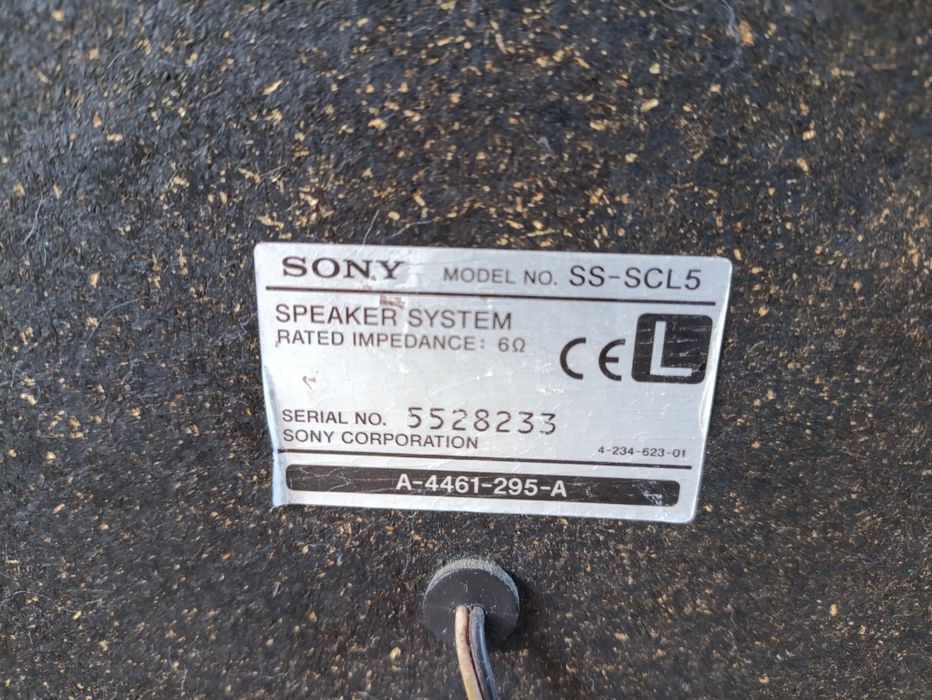 SONY MODEL NO. SS-SCL5
SPEAKER SYSTEM
RATED IMPEDANCE: 6Ω
CE L
SERIAL NO. 5528233
SONY CORPORATION 4-234-623-01
A-4461-295-A